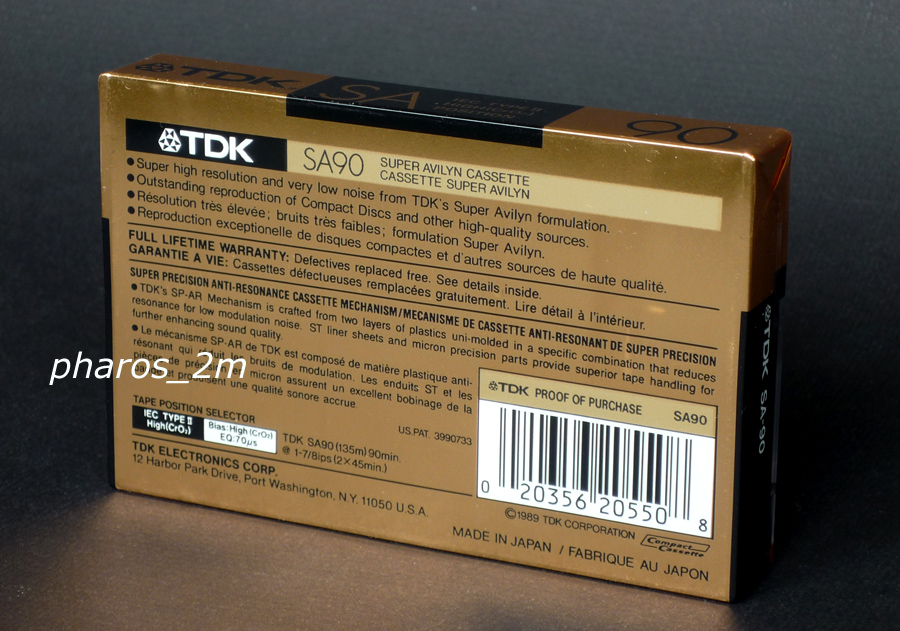 TDK SA 90
TDK SA90 SUPER AVILYN CASSETTE
CASSETTE SUPER AVILYN
• Super high resolution and very low noise from TDK's Super Avilyn formulation.
• Outstanding reproduction of Compact Discs and other high-quality sources.
• Résolution très élevée; bruits très faibles; formulation Super Avilyn.
• Reproduction exceptionelle de disques compactes et d'autres sources de haute qualité.
FULL LIFETIME WARRANTY: Defectives replaced free. See details inside.
GARANTIE A VIE: Cassettes défectueuses remplacées gratuitement. Lire détail à l'intérieur.
SUPER PRECISION ANTI-RESONANCE CASSETTE MECHANISM/MECANISME DE CASSETTE ANTI-RESONANT DE SUPER PRECISION
• TDK's SP-AR Mechanism is crafted from two layers of plastics uni-molded in a specific combination that reduces
resonance for low modulation noise. ST liner sheets and micron precision parts provide superior tape handling for
further enhancing sound quality.
• Le mécanisme SP-AR de TDK est composé de matière plastique anti-
résonant qui réduit les bruits de modulation. Les enduits ST et les
pièces de précision micron assurent un excellent bobinage de la
produisent une qualité sonore accrue.
pharos_2m
TAPE POSITION SELECTOR
IEC TYPE II
High(CrO₂)
Bias: High (CrO₂)
EQ: 70µs
TDK SA90 (135m) 90min.
@ 1-7/8ips (2×45min.)
US.PAT. 3990733
TDK ELECTRONICS CORP.
12 Harbor Park Drive, Port Washington, N.Y. 11050 U.S.A.
TDK PROOF OF PURCHASE SA90
0 20356 20550 8
©1989 TDK CORPORATION
Compact Cassette
MADE IN JAPAN / FABRIQUE AU JAPON
TDK SA-90